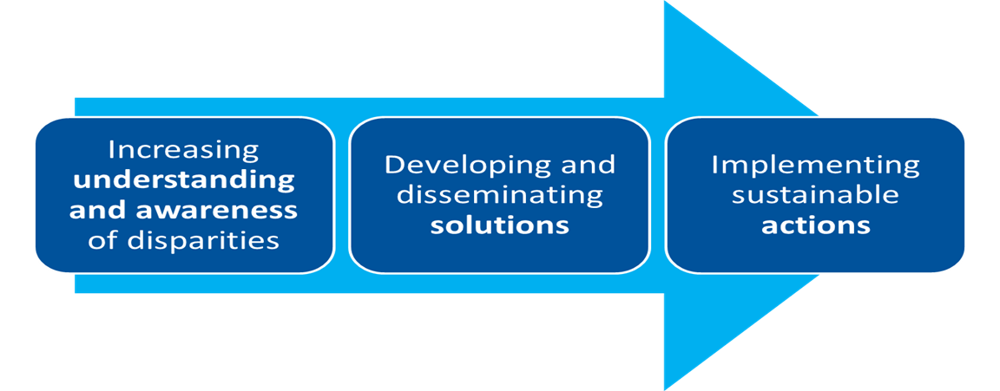 Increasing
understanding
and awareness
of disparities
Developing and
disseminating
solutions
Implementing
sustainable
actions